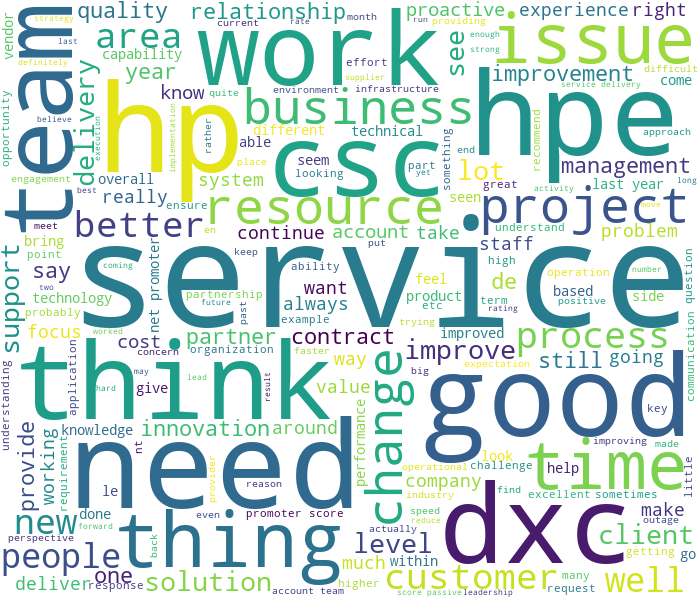 vendor
team
quality
area
capability
relationship
current
rate
month
run
providing
proactive
experience
right
strategy
definitely
last
year
work
effort
supplier
see
issue
enough
strong
difficult
come
improvement
know
quite
environment
infrastructure
service delivery
opportunity
believe
delivery
execution
hp
implementation
rather
able
business
different
technical
something
hpe
end
recommend
approach
engagement
overall
best
really
ensure
system
place
seem
looking
csc
part
yet
lot
seen
great
activity
management
last year
long
meet
bring
point
better
en
resource
continue
account
take
put
project
move
understand
problem
support
say
two
coming
net promoter
keep
ability
staff
high
operation
number
technology
probably
worked
service
partnership
future
past
want
always
example
feel
product
etc
trying
term
de
based
positive
rating
side
communication question
focus
cost
concern
partner
organization
contract
faster
way
improve
improved
big
expectation
process
still
going
understanding
think
application
hard
may
give
lead
result
value
change
good
key
provide
working
requirement
knowledge
nt
innovation
around
performance
company
operational
industry
look
challenge
find
time
improving
help
made
excellent
sometimes
little
need
le
reason
provider
even
promoter score
speed
reduce
dxc
make
outage
new
done
forward
perspective
thing
back
actually
level
client
getting
go
people
one
response
deliver
solution
account team
much
higher
within
customer
score passive
leadership
many
request
well